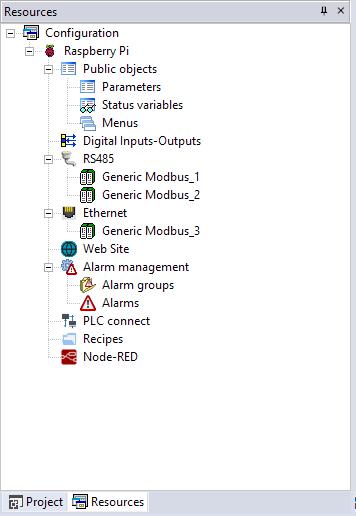 Resources
Configuration
Raspberry Pi
Public objects
Parameters
Status variables
Menus
Digital Inputs-Outputs
RS485
Generic Modbus_1
Generic Modbus_2
Ethernet
Generic Modbus_3
Web Site
Alarm management
Alarm groups
Alarms
PLC connect
Recipes
Node-RED
Project Resources